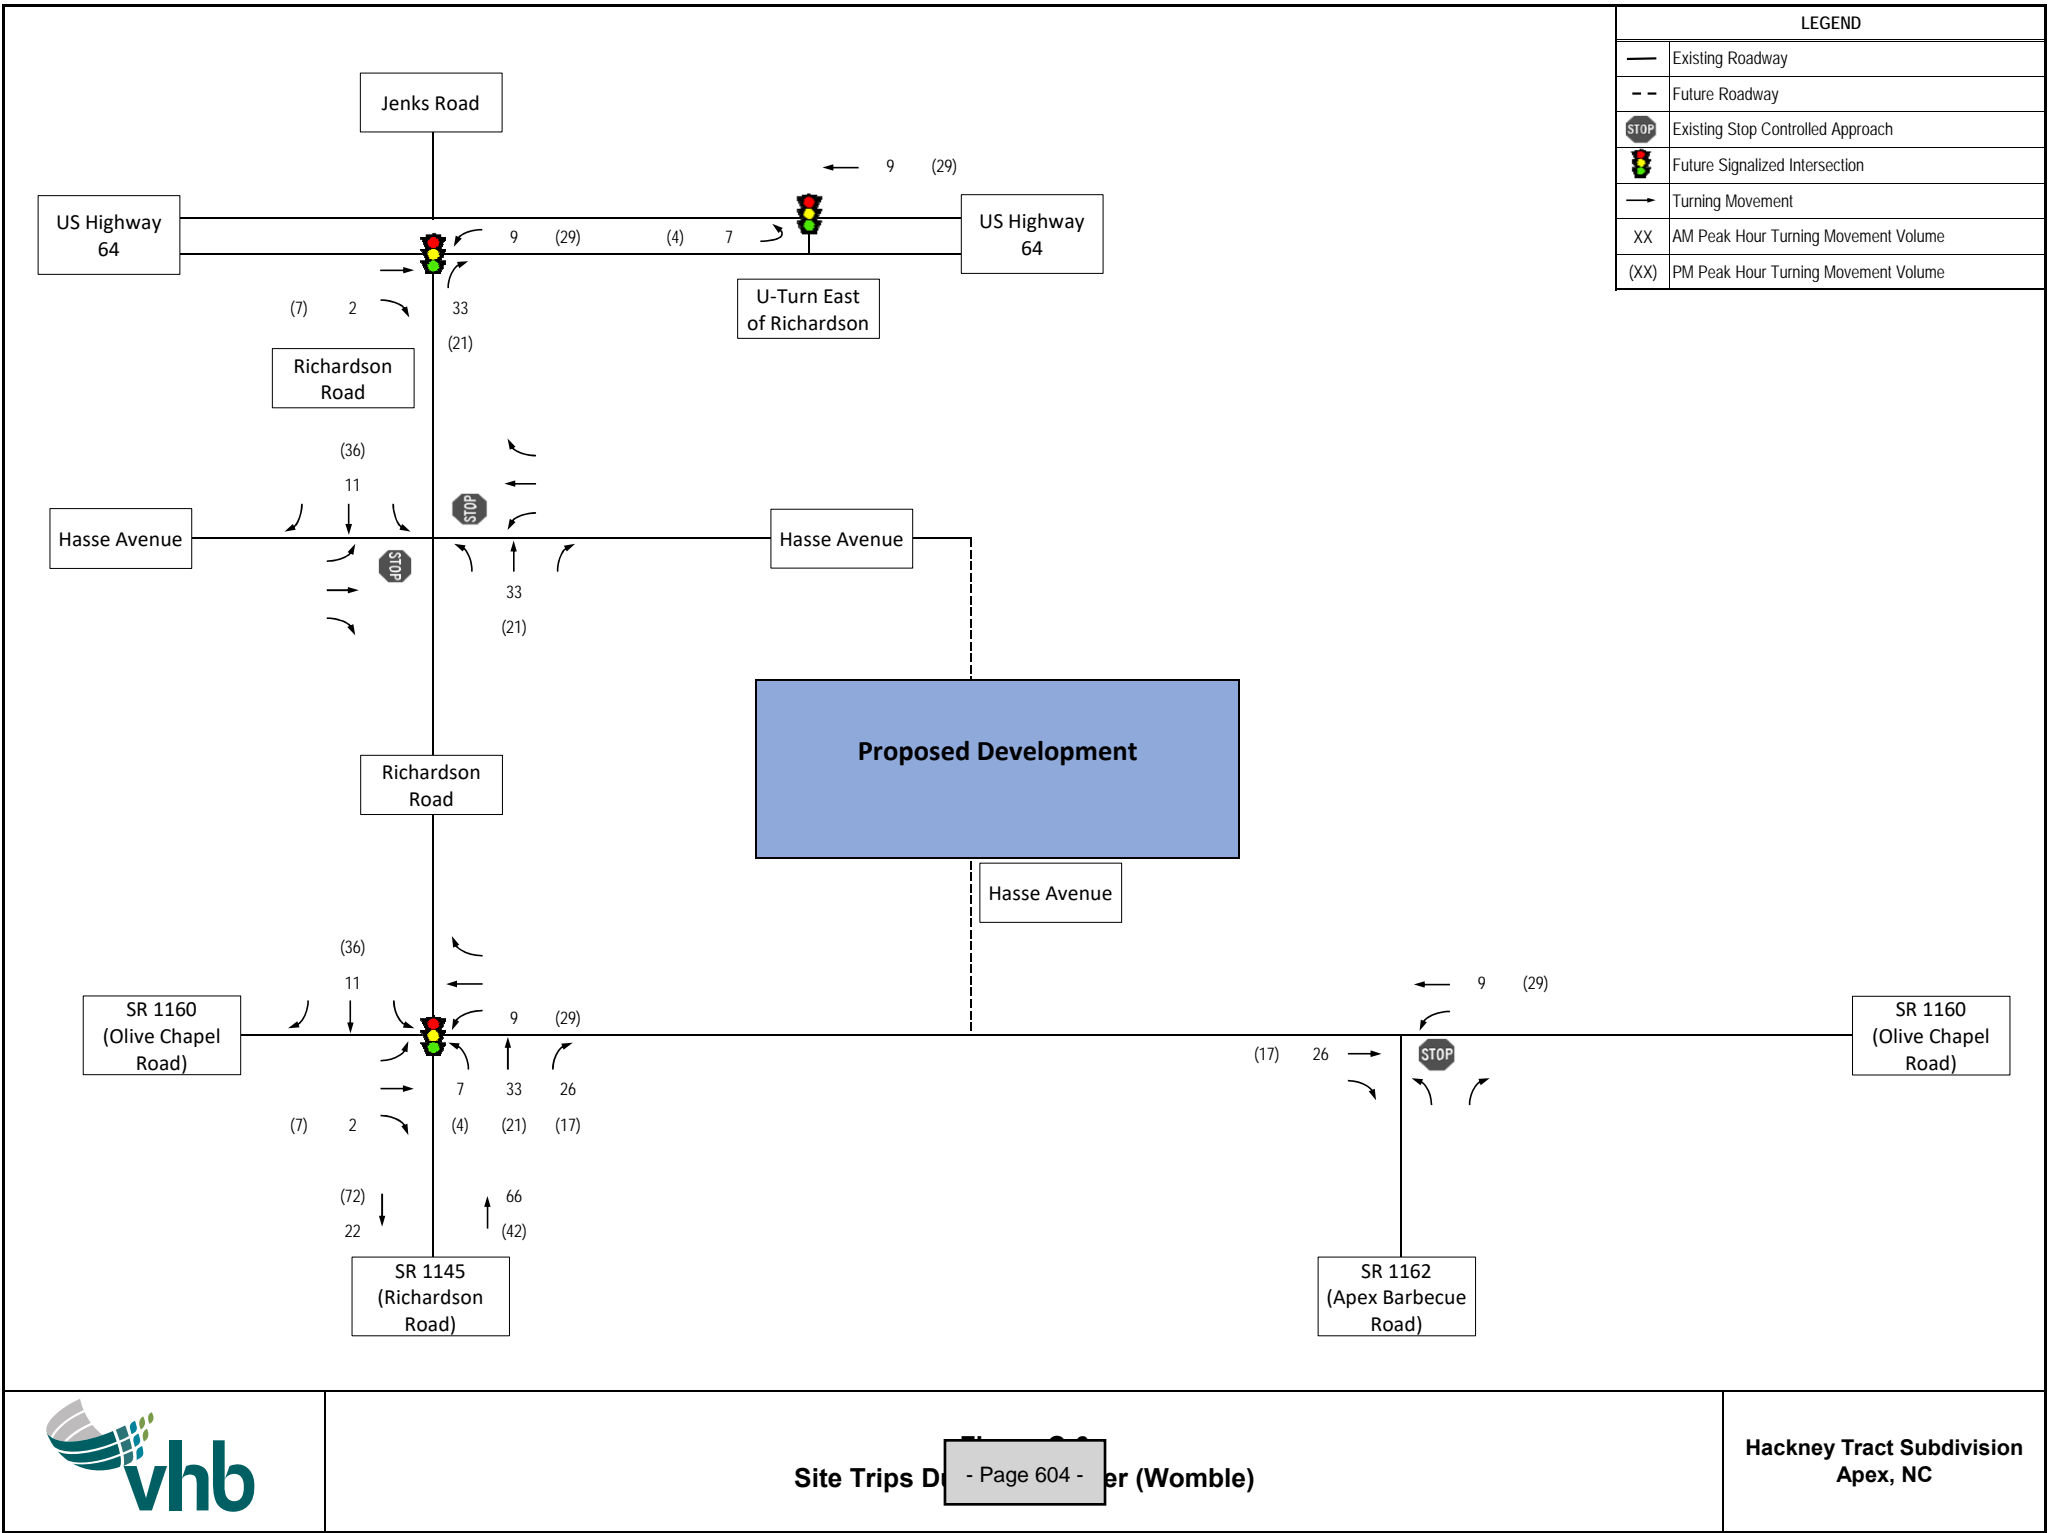 LEGEND
Existing Roadway
Future Roadway
STOP Existing Stop Controlled Approach
Future Signalized Intersection
Turning Movement
XX AM Peak Hour Turning Movement Volume
(XX) PM Peak Hour Turning Movement Volume
Jenks Road
9 (29)
US Highway
64
9 (29) (4) 7
US Highway
64
(7) 2 33
(21)
U-Turn East
of Richardson
Richardson
Road
(36)
11
STOP
Hasse Avenue
Hasse Avenue
STOP
33
(21)
Proposed Development
Richardson
Road
Hasse Avenue
(36)
11
9 (29)
SR 1160
(Olive Chapel
Road)
9 (29)
SR 1160
(Olive Chapel
Road)
(17) 26 STOP
7 33 26
(7) 2 (4) (21) (17)
(72) 66
22 (42)
SR 1145
(Richardson
Road)
SR 1162
(Apex Barbecue
Road)
vhb
Site Trips er (Womble)
- Page 604 -
Hackney Tract Subdivision
Apex, NC